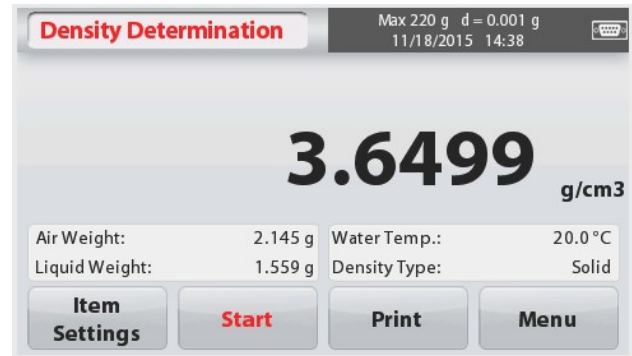 Density Determination
Max 220 g d = 0.001 g
11/18/2015 14:38
3.6499 g/cm3
Air Weight: 2.145 g
Liquid Weight: 1.559 g
Water Temp.: 20.0 °C
Density Type: Solid
Item Settings
Start
Print
Menu